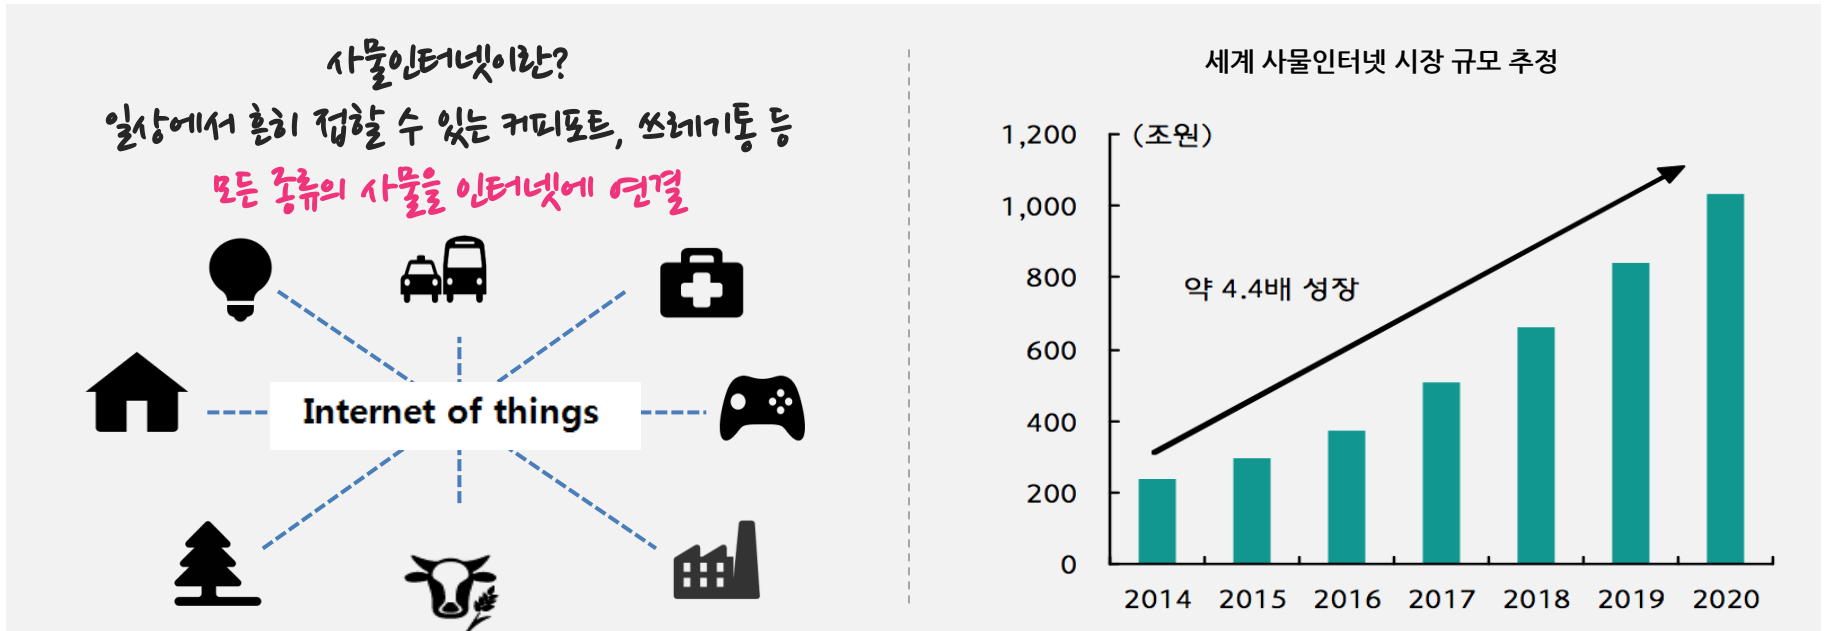 사물인터넷이란?
일상에서 흔히 접할 수 있는 커피포트, 쓰레기통 등
모든 종류의 사물을 인터넷에 연결
Internet of things
세계 사물인터넷 시장 규모 추정
(조원)
1,200
1,000
800
600
400
200
0
약 4.4배 성장
2014 2015 2016 2017 2018 2019 2020